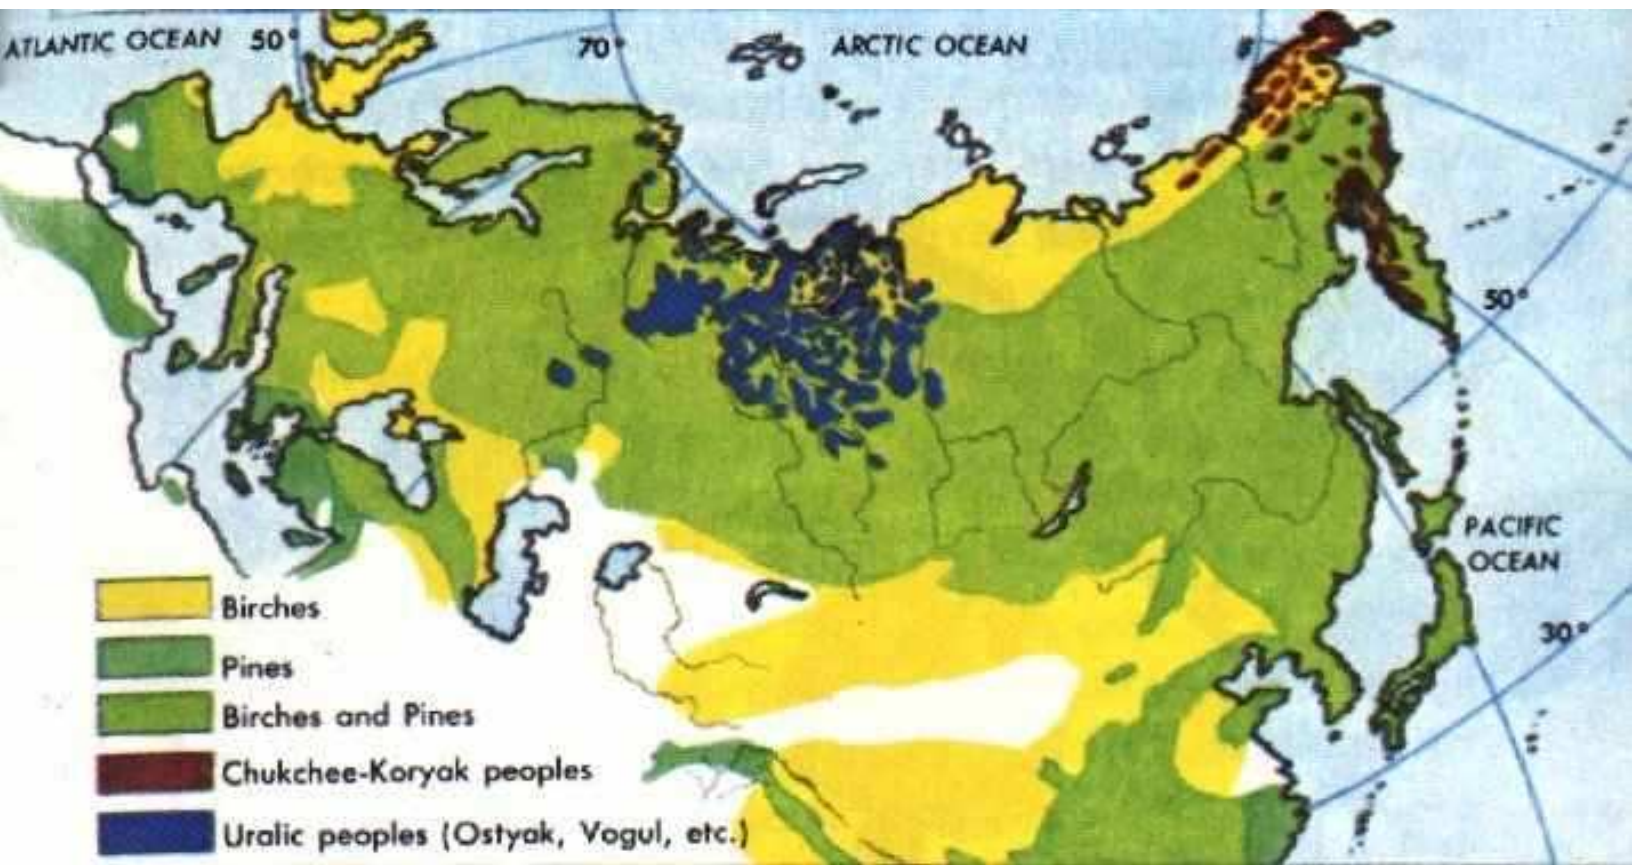 ATLANTIC OCEAN 50° 70° ARCTIC OCEAN
50°
PACIFIC
OCEAN
30°
Birches
Pines
Birches and Pines
Chukchee-Koryak peoples
Uralic peoples (Ostyak, Vogul, etc.)